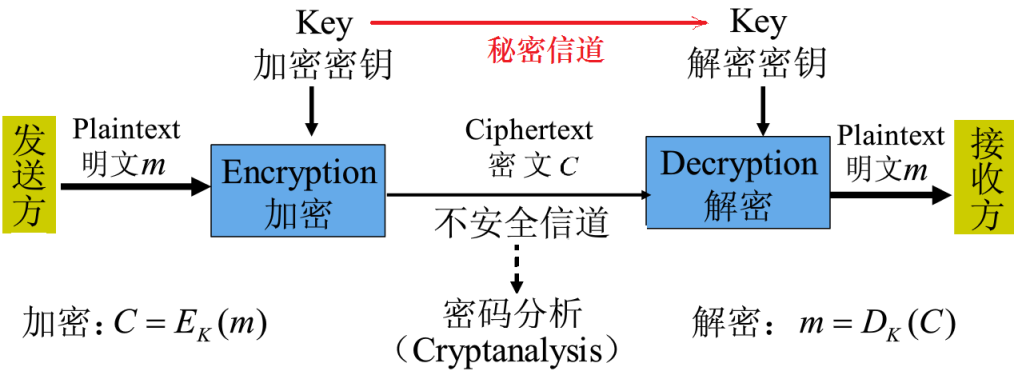 Key
加密密钥
秘密信道
Key
解密密钥
发送方
Plaintext
明文m
Encryption
加密
Ciphertext
密文C
不安全信道
Decryption
解密
Plaintext
明文m
接收方
加密：C = E_K(m)
密码分析
（Cryptanalysis）
解密： m = D_K(C)